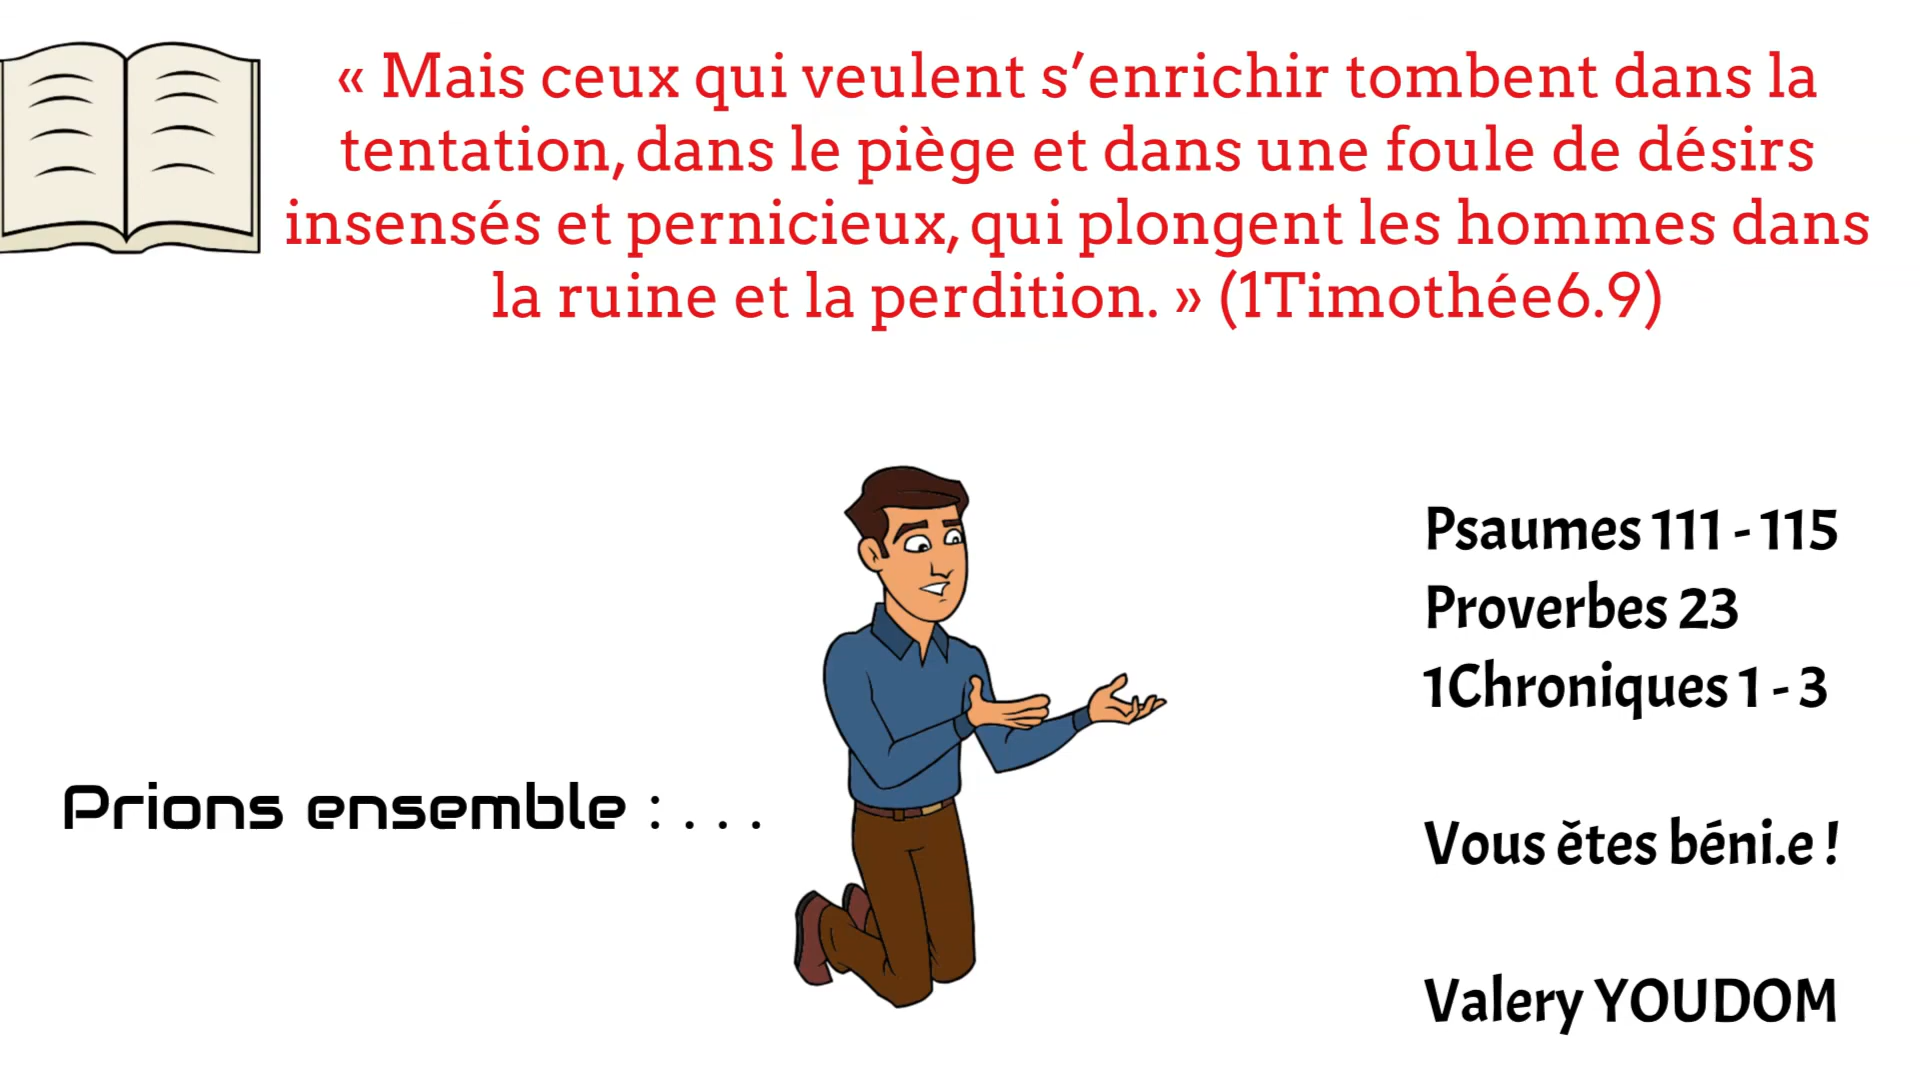 « Mais ceux qui veulent s’enrichir tombent dans la
tentation, dans le piège et dans une foule de désirs
insensés et pernicieux, qui plongent les hommes dans
la ruine et la perdition. » (1Timothée6.9)
Psaumes 111 - 115
Proverbes 23
1Chroniques 1 - 3
Prions ensemble : . . .
Vous êtes béni.e !
Valery YOUDOM